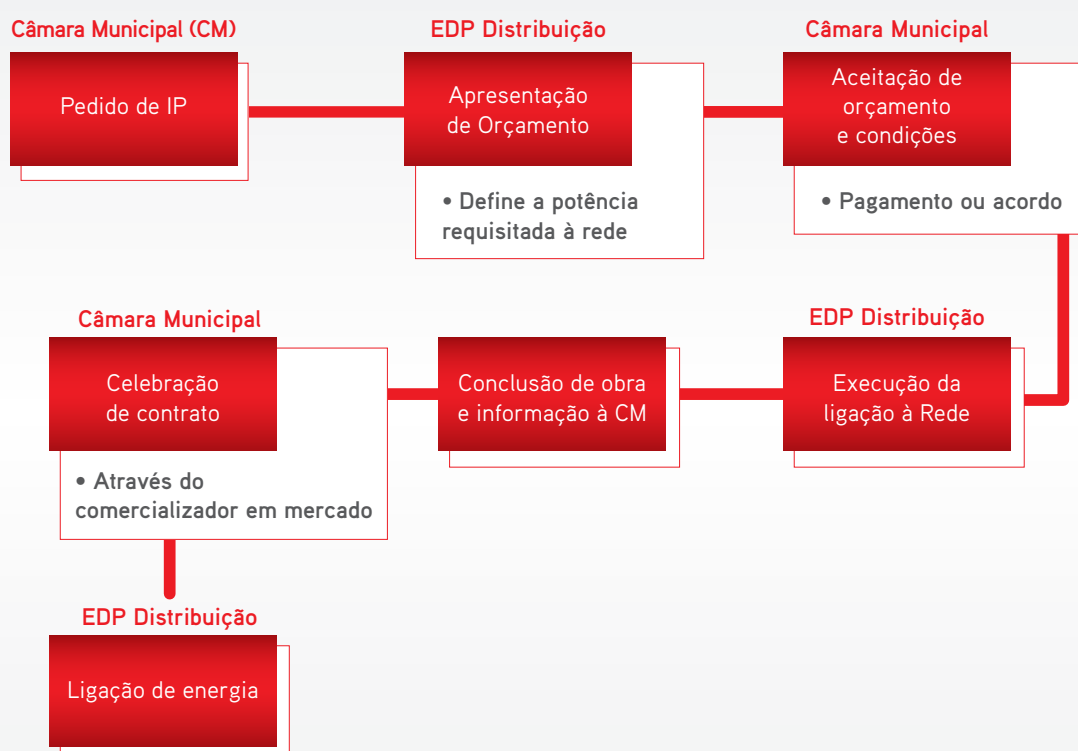 Câmara Municipal (CM)
Pedido de IP
EDP Distribuição
Apresentação
de Orçamento
• Define a potência
requisitada à rede
Câmara Municipal
Aceitação de
orçamento
e condições
• Pagamento ou acordo
EDP Distribuição
Execução da
ligação à Rede
Conclusão de obra
e informação à CM
Câmara Municipal
Celebração
de contrato
• Através do
comercializador em mercado
EDP Distribuição
Ligação de energia